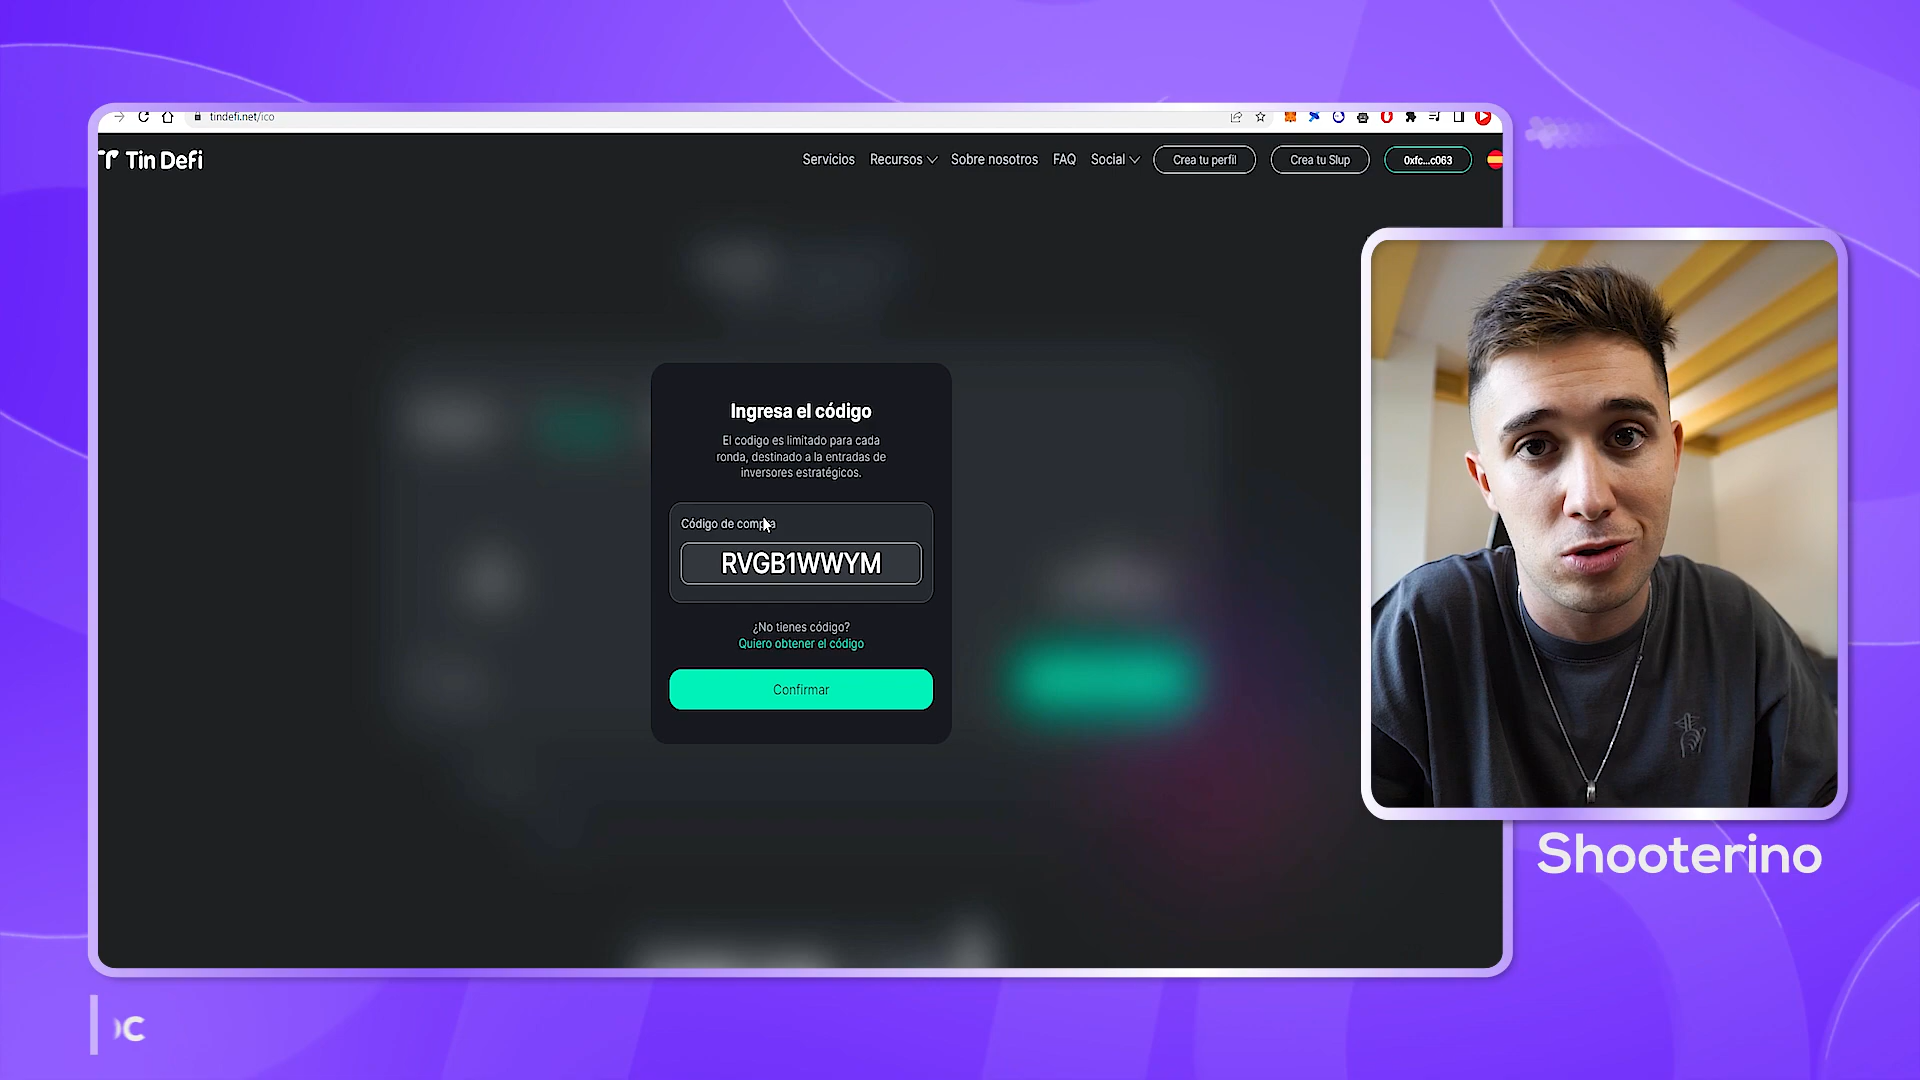 tindefi.net/ico
Tin Defi
Servicios
Recursos
Sobre nosotros
FAQ
Social
Crea tu perfil
Crea tu Slup
0xfc...c063
Ingresa el código
El codigo es limitado para cada
ronda, destinado a la entradas de
inversores estratégicos.
Código de compra
RVGB1WWYM
¿No tienes código?
Quiero obtener el código
Confirmar
Shooterino